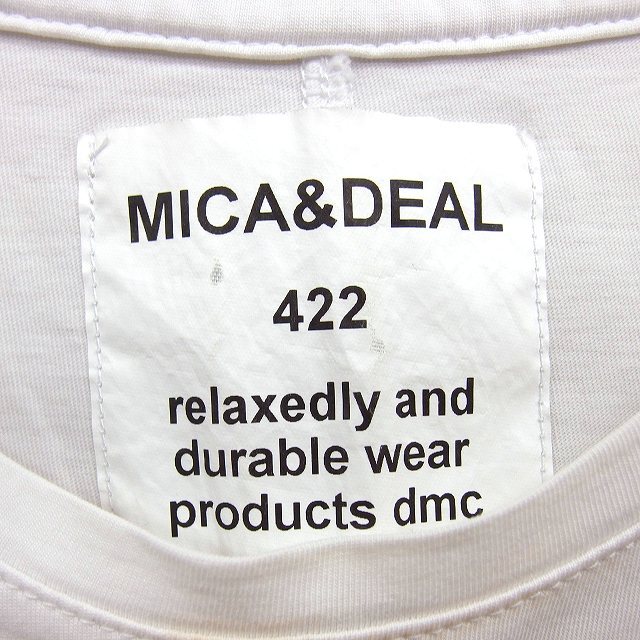 MICA&DEAL
422
relaxedly and
durable wear
products dmc